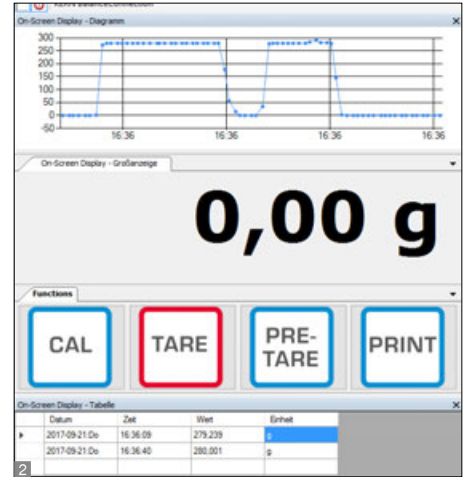 KERN BalanceConnection
On-Screen Display - Diagramm
300
250
200
150
100
50
0
-50
16:36 16:36 16:36 16:36
On-Screen Display - Großanzeige
0,00 g
Functions
CAL TARE PRE-TARE PRINT
On-Screen Display - Tabelle
Datum Zeit Wert Einheit
2017-09-21:Do 16:36:09 279,239 g
2017-09-21:Do 16:36:40 280,001 g
2